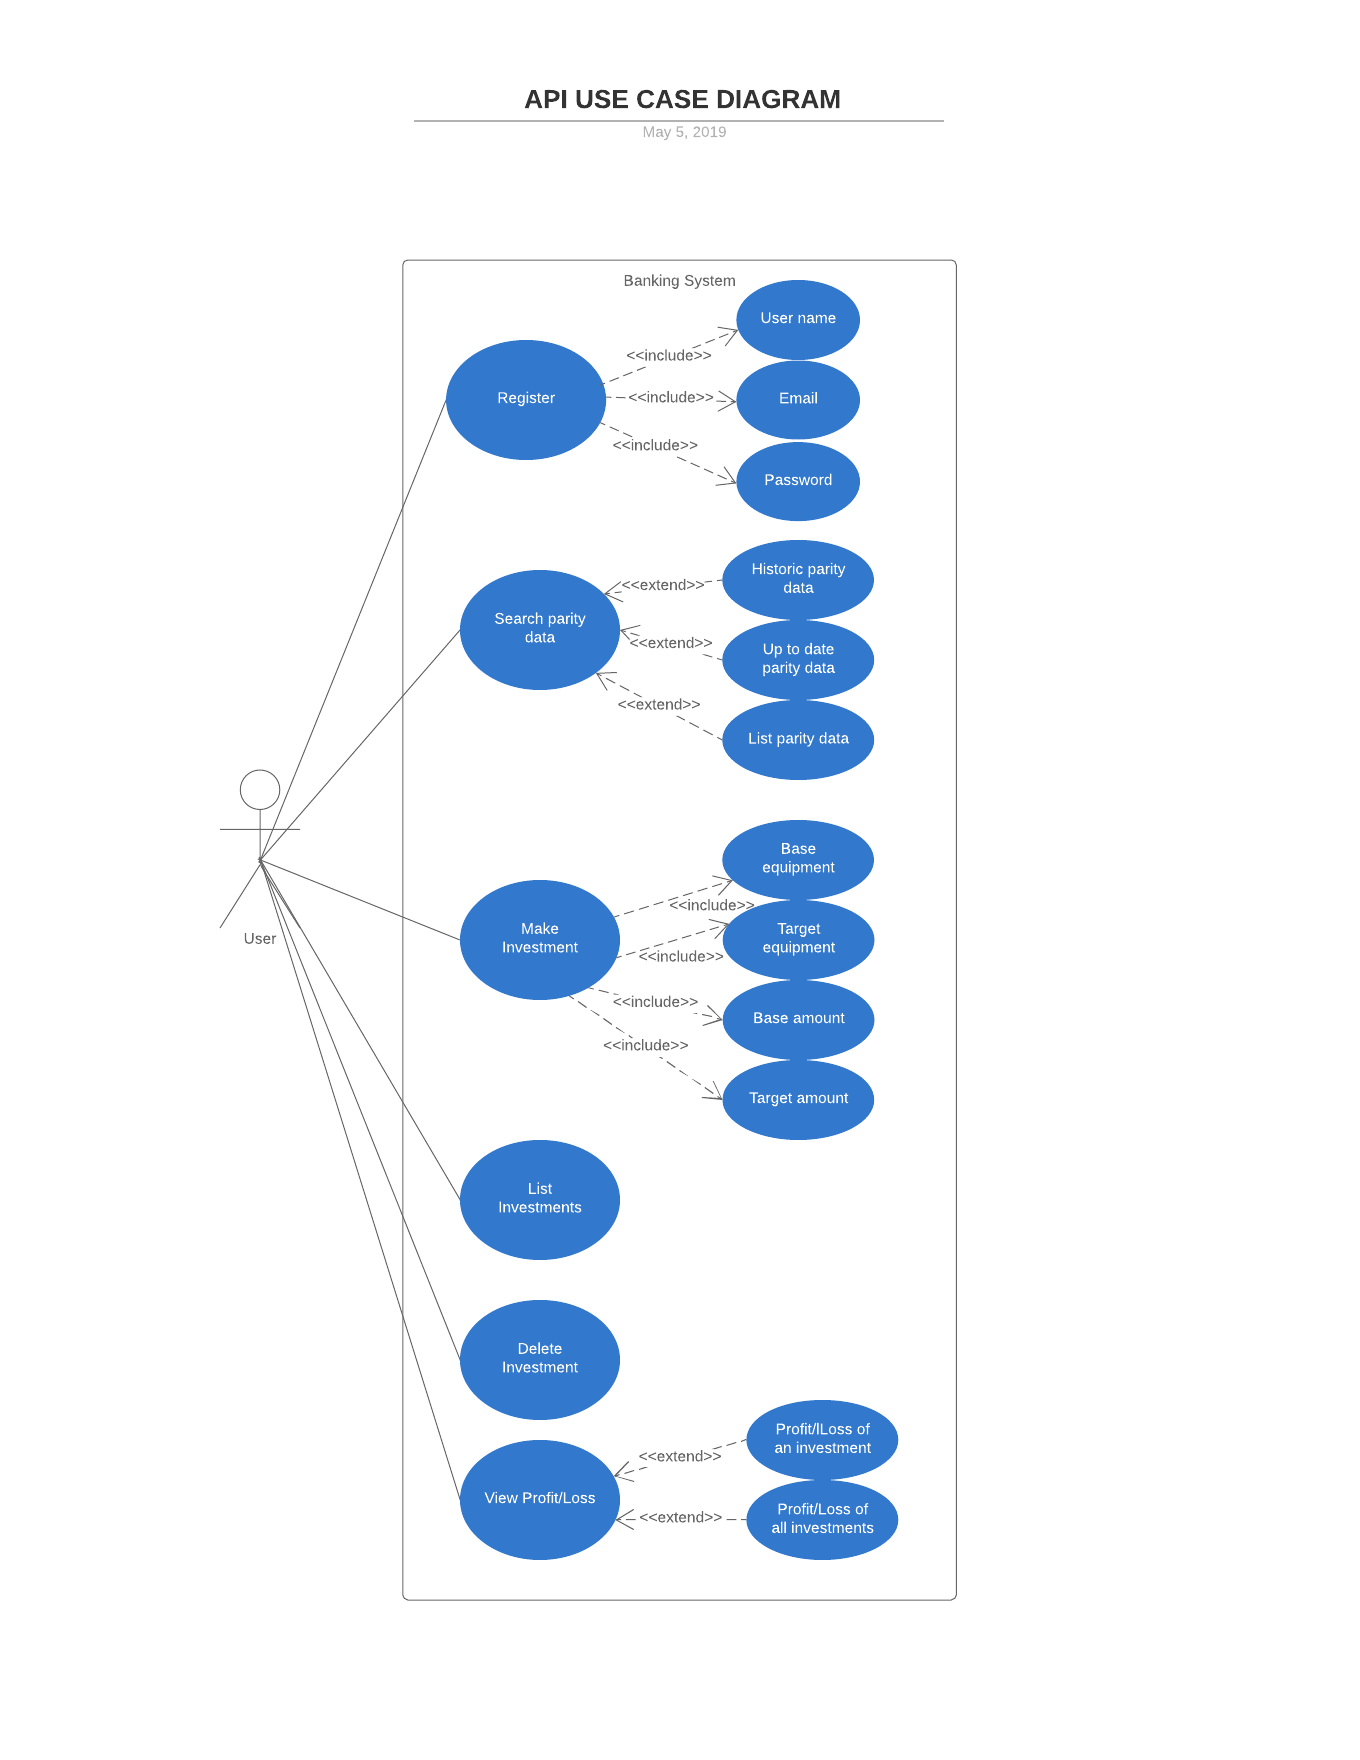 API USE CASE DIAGRAM
May 5, 2019
Banking System
User name
<<include>>
Register
<<include>>
Email
<<include>>
Password
Historic parity
data
<<extend>>
Search parity
data
<<extend>>
Up to date
parity data
<<extend>>
List parity data
User
Base
equipment
<<include>>
Make
Investment
Target
equipment
<<include>>
<<include>>
Base amount
<<include>>
Target amount
List
Investments
Delete
Investment
Profit/lLoss of
an investment
<<extend>>
View Profit/Loss
<<extend>>
Profit/Loss of
all investments